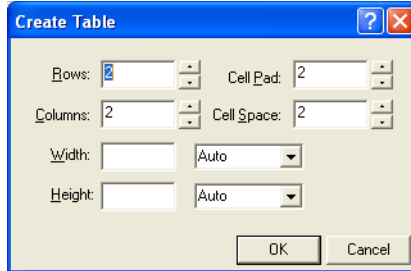 Create Table
Rows: 2 Cell Pad: 2
Columns: 2 Cell Space: 2
Width: Auto
Height: Auto
OK Cancel